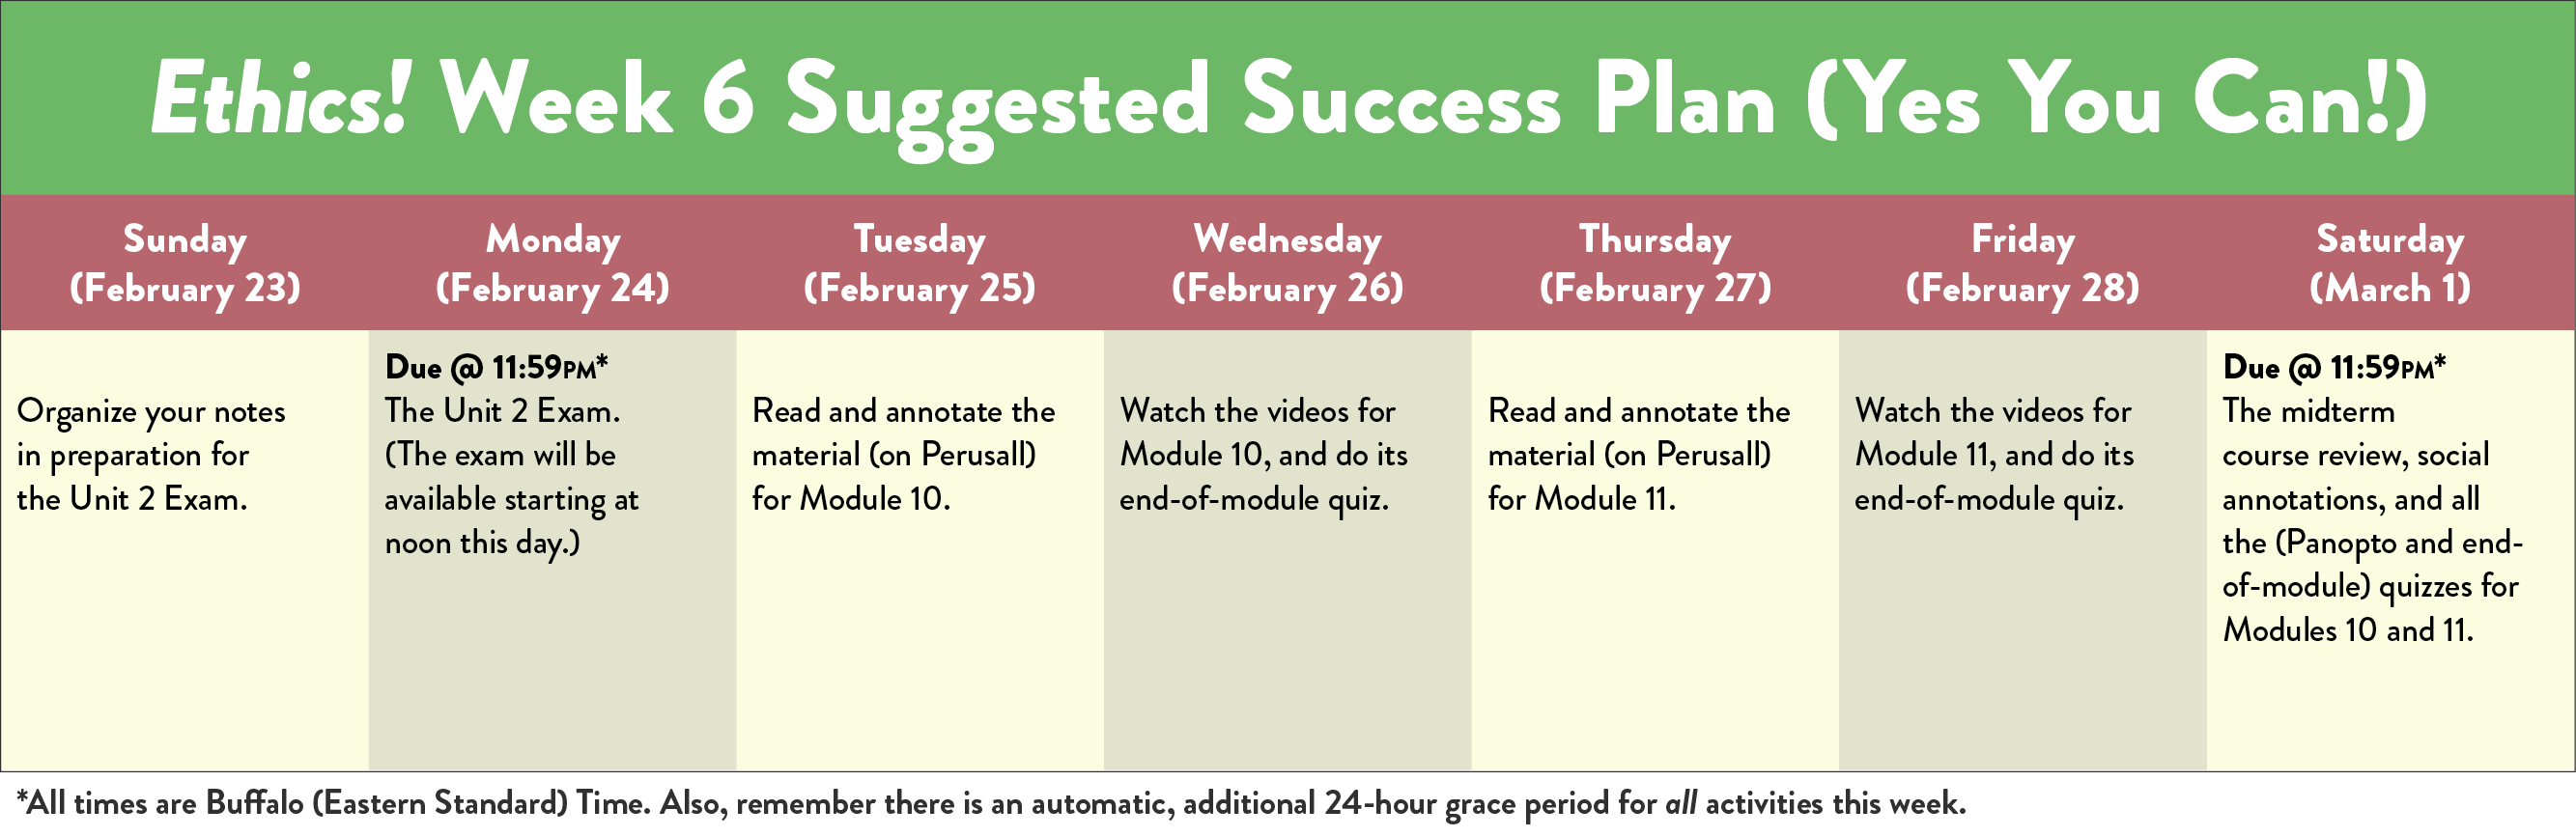 Ethics! Week 6 Suggested Success Plan (Yes You Can!)
Sunday
(February 23)
Monday
(February 24)
Tuesday
(February 25)
Wednesday
(February 26)
Thursday
(February 27)
Friday
(February 28)
Saturday
(March 1)
Organize your notes
in preparation for
the Unit 2 Exam.
Due @ 11:59PM*
The Unit 2 Exam.
(The exam will be
available starting at
noon this day.)
Read and annotate the
material (on Perusall)
for Module 10.
Watch the videos for
Module 10, and do its
end-of-module quiz.
Read and annotate the
material (on Perusall)
for Module 11.
Watch the videos for
Module 11, and do its
end-of-module quiz.
Due @ 11:59PM*
The midterm
course review, social
annotations, and all
the (Panopto and end-
of-module) quizzes for
Modules 10 and 11.
*All times are Buffalo (Eastern Standard) Time. Also, remember there is an automatic, additional 24-hour grace period for all activities this week.